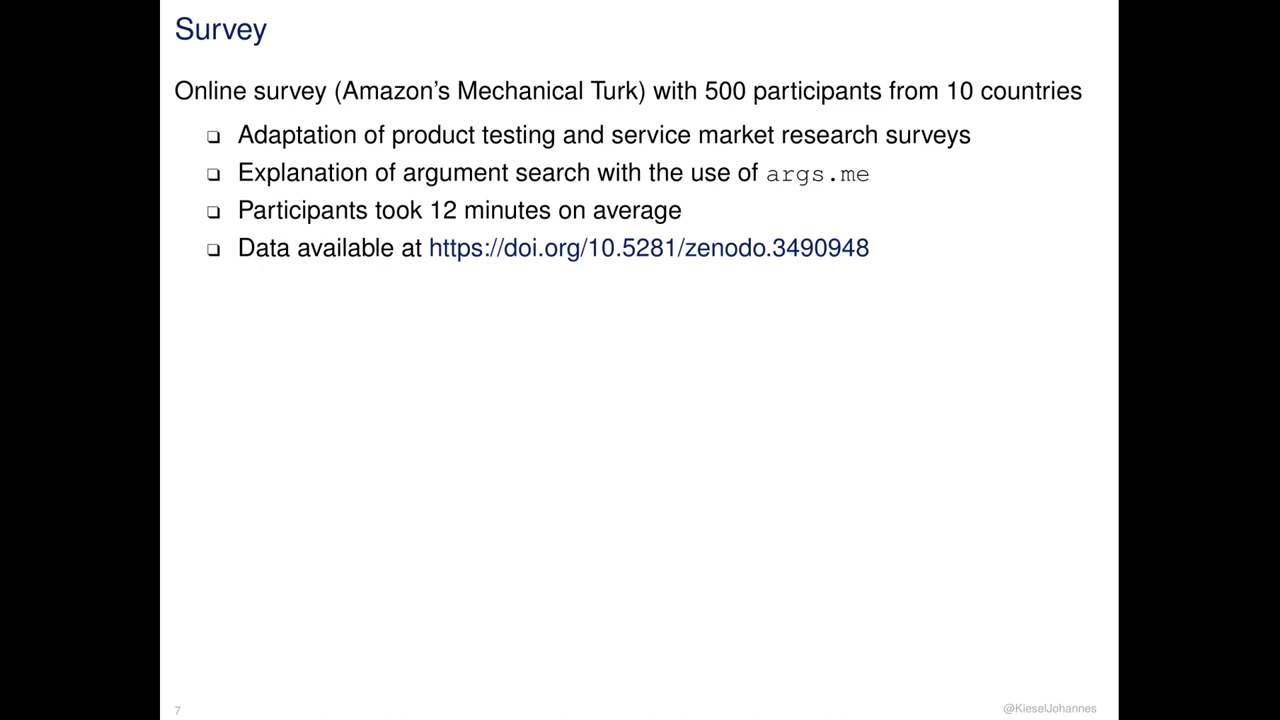 Survey
Online survey (Amazon's Mechanical Turk) with 500 participants from 10 countries
❑ Adaptation of product testing and service market research surveys
❑ Explanation of argument search with the use of args.me
❑ Participants took 12 minutes on average
❑ Data available at https://doi.org/10.5281/zenodo.3490948
7
@KieselJohannes